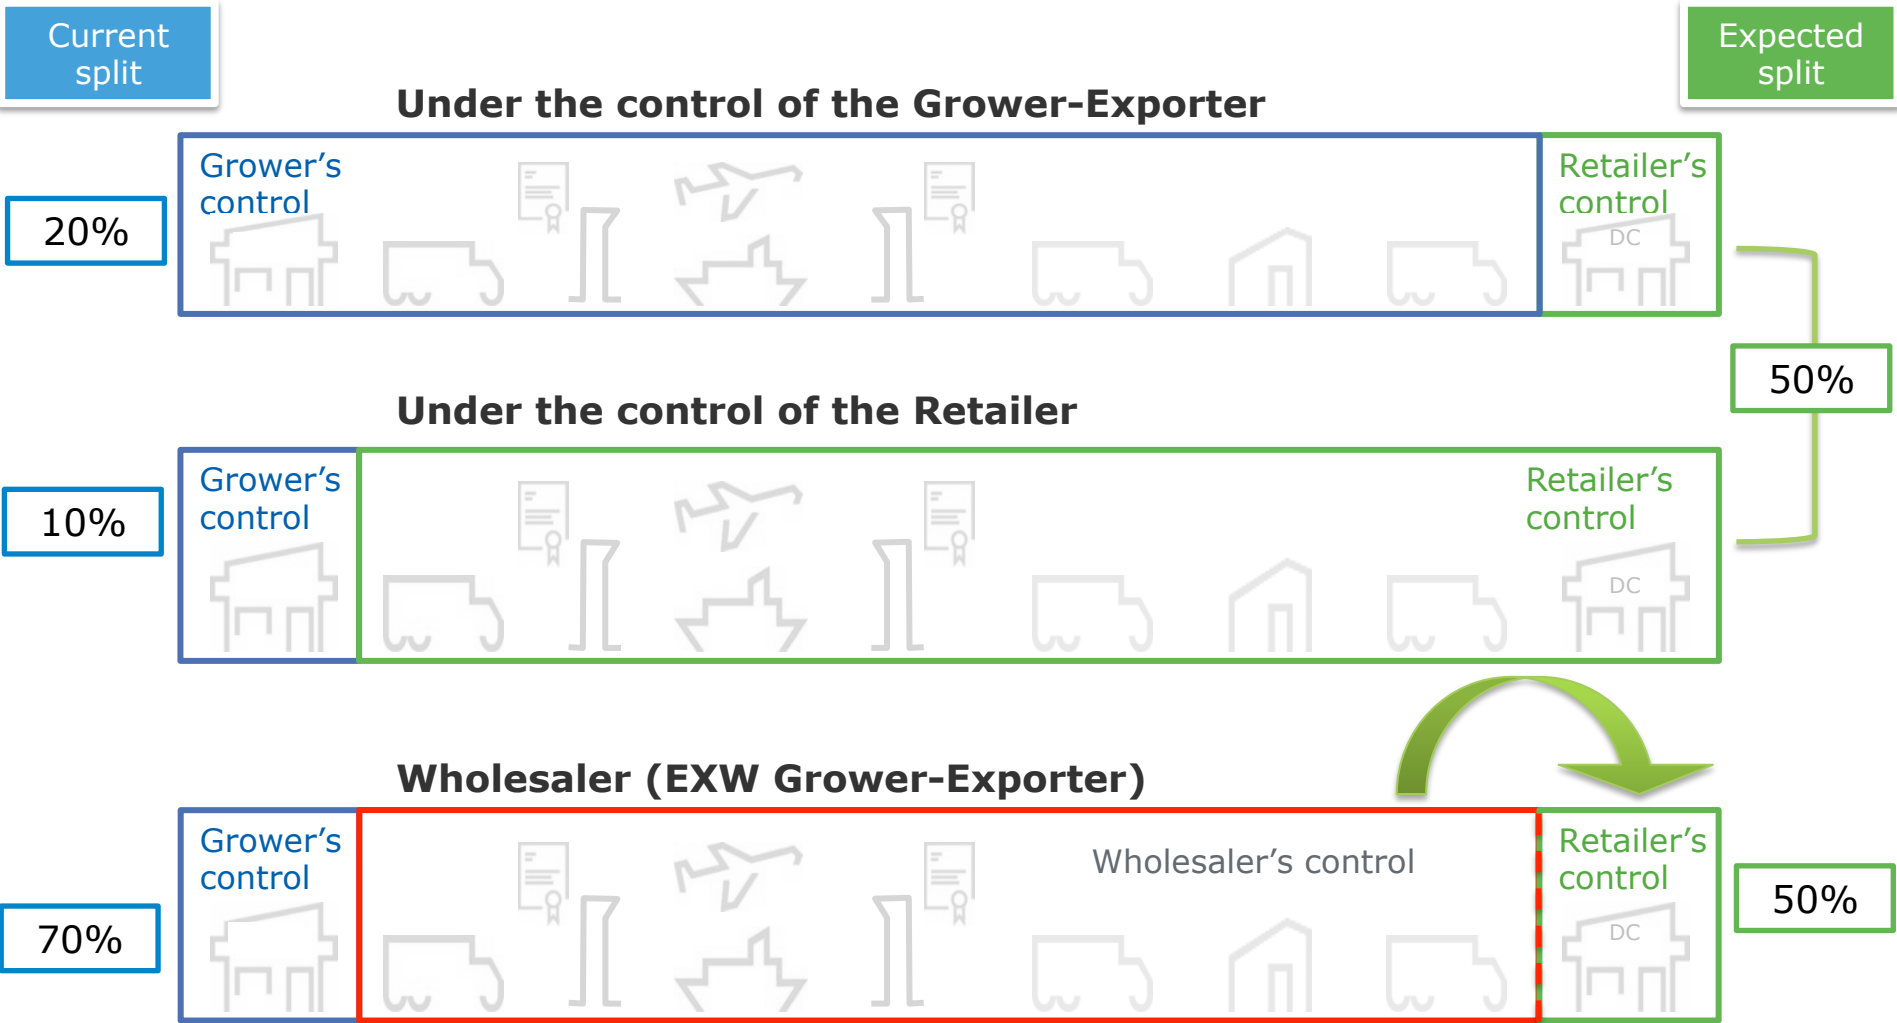 Current
split
Expected
split
Under the control of the Grower-Exporter
Grower’s
control
Retailer’s
control
DC
20%
50%
Under the control of the Retailer
Grower’s
control
Retailer’s
control
DC
10%
Wholesaler (EXW Grower-Exporter)
Grower’s
control
Wholesaler’s control
Retailer’s
control
DC
70%
50%